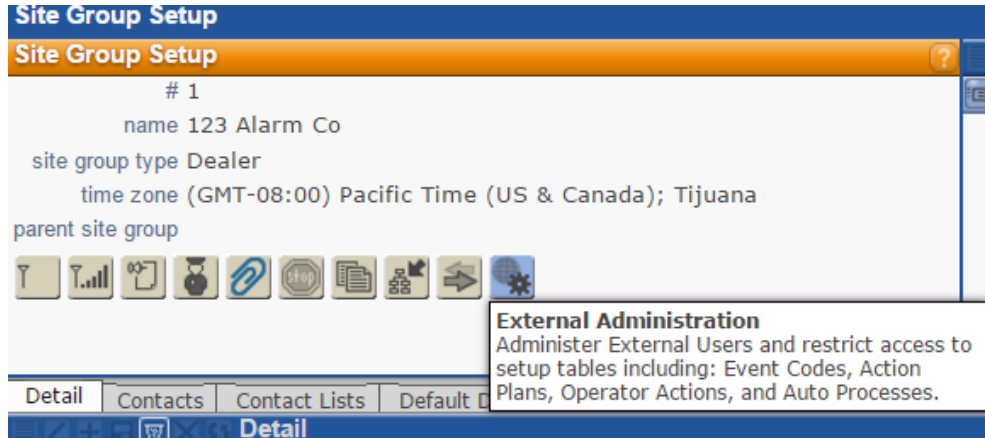 Site Group Setup
Site Group Setup
?
# 1
name 123 Alarm Co
site group type Dealer
time zone (GMT-08:00) Pacific Time (US & Canada); Tijuana
parent site group
stop
External Administration
Administer External Users and restrict access to
setup tables including: Event Codes, Action
Plans, Operator Actions, and Auto Processes.
Detail Contacts Contact Lists Default D
Detail